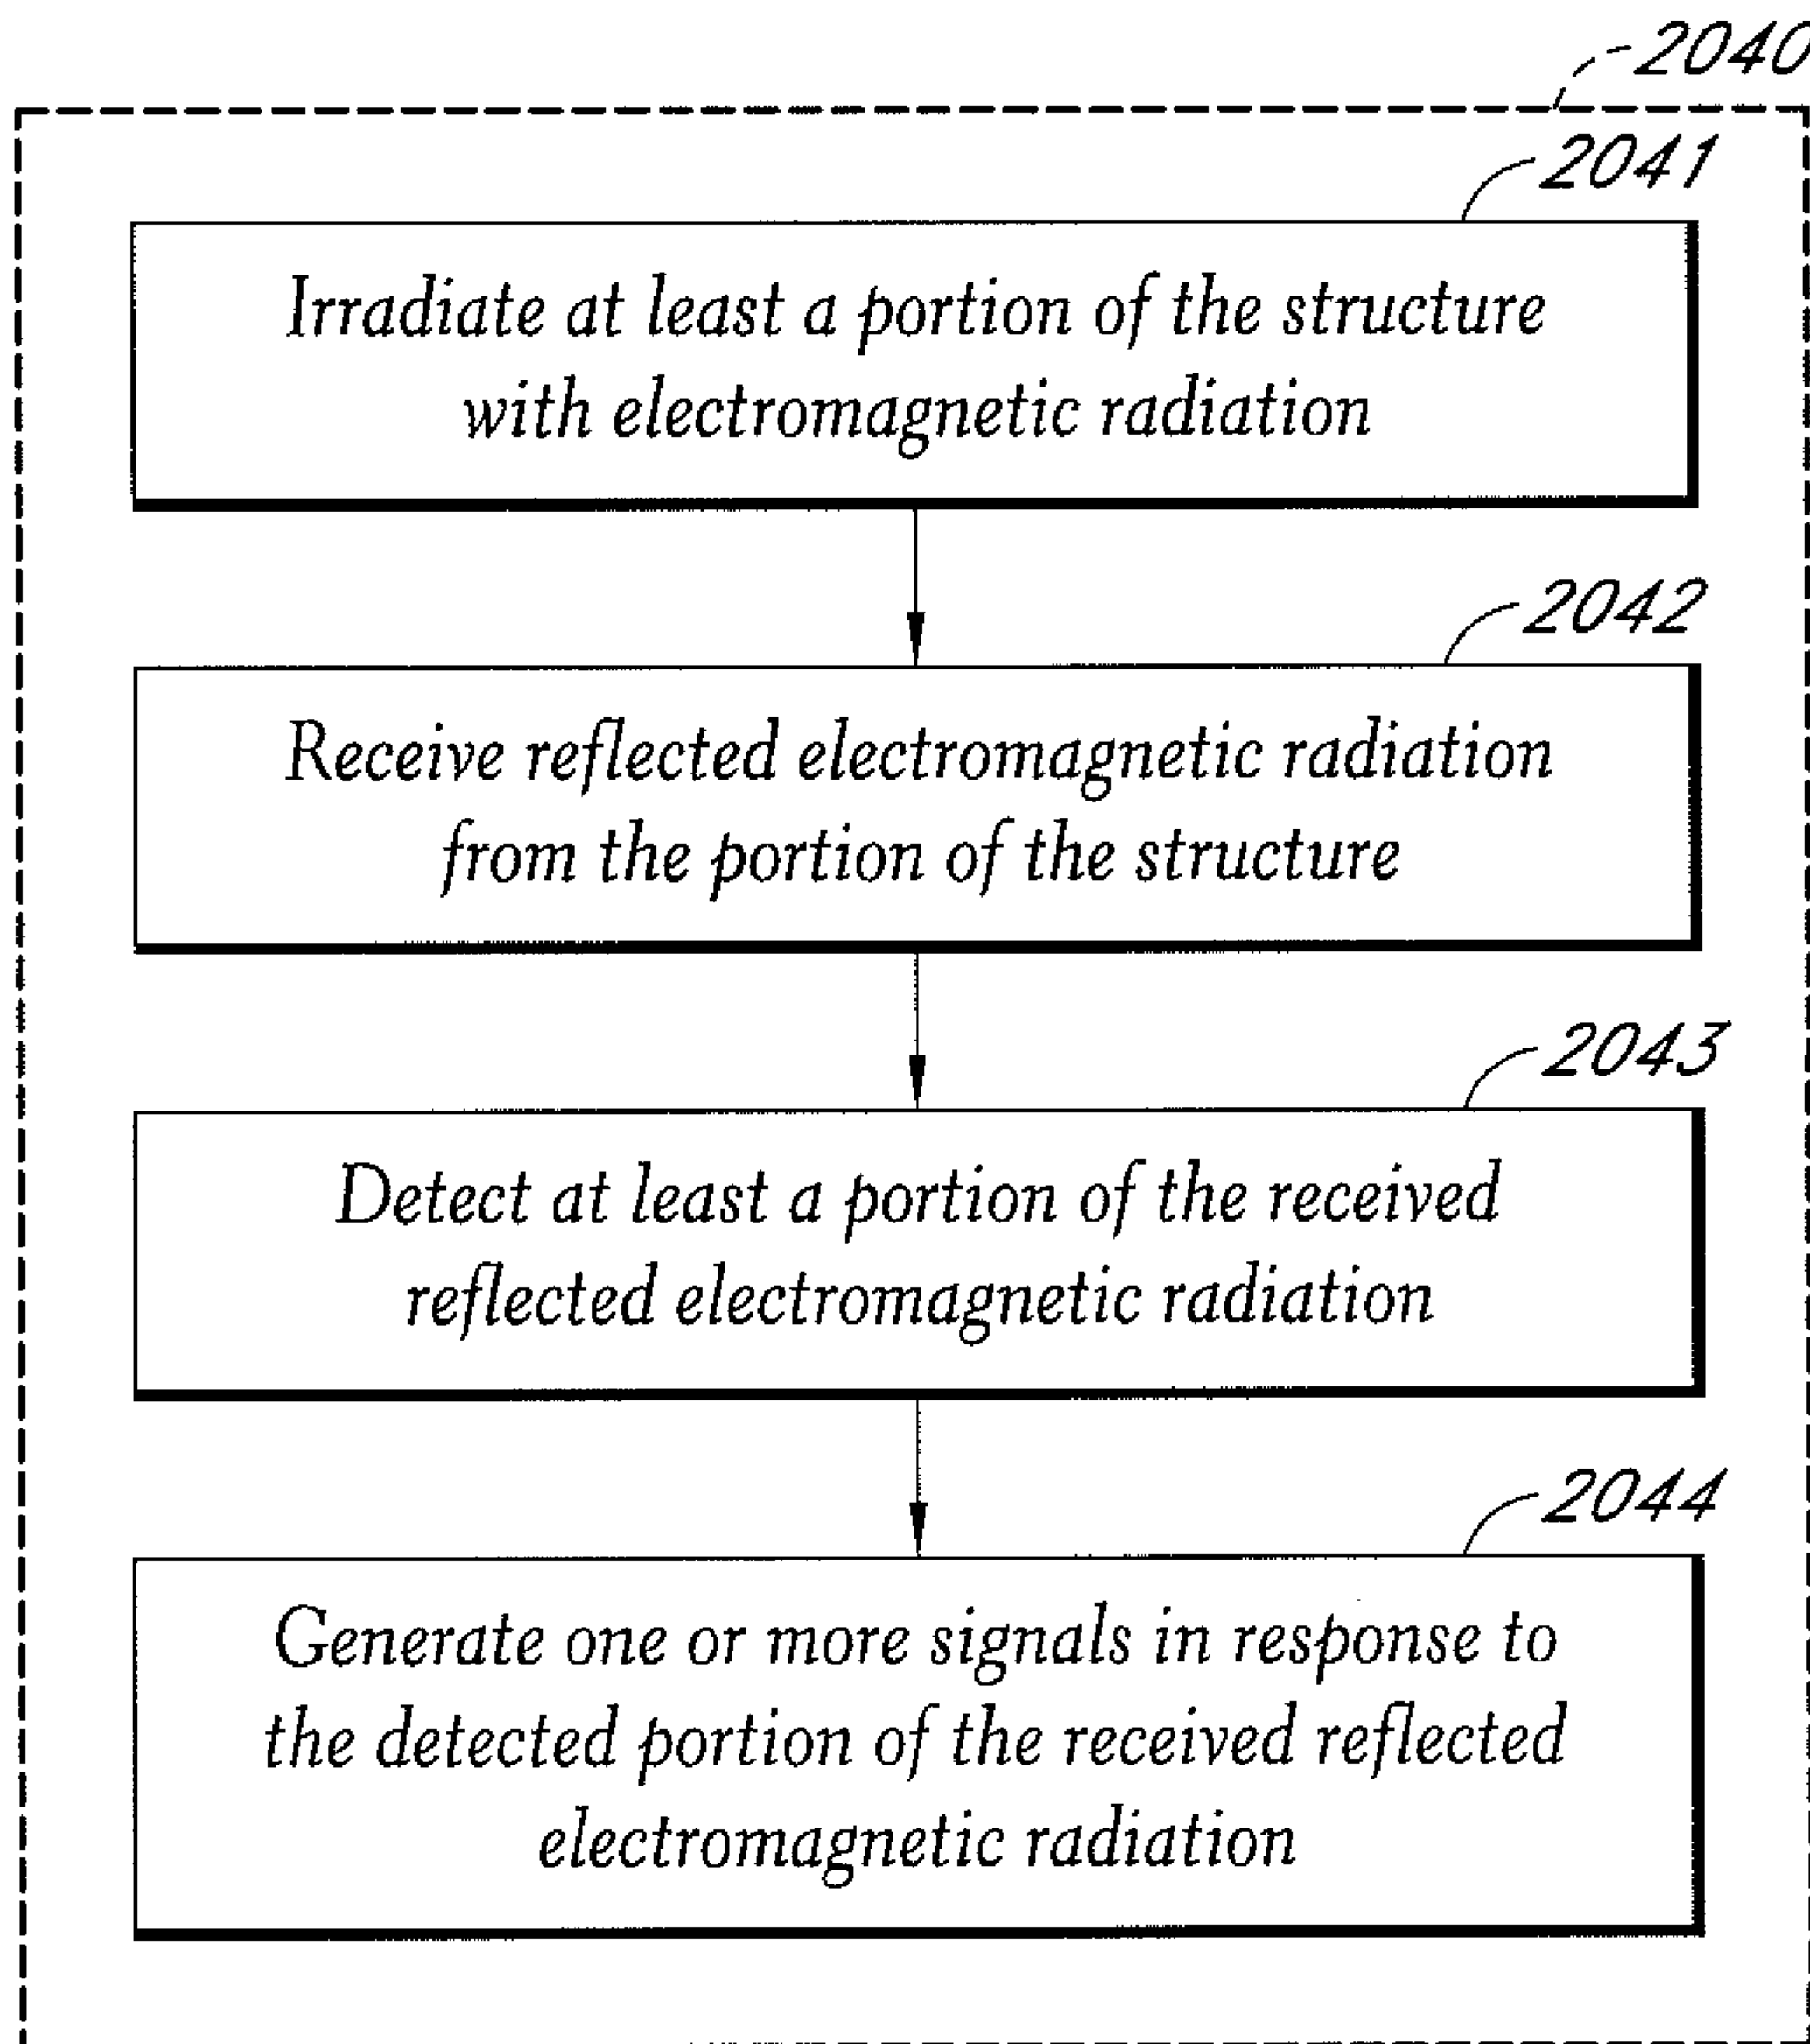 2040
2041
Irradiate at least a portion of the structure
with electromagnetic radiation
2042
Receive reflected electromagnetic radiation
from the portion of the structure
2043
Detect at least a portion of the received
reflected electromagnetic radiation
2044
Generate one or more signals in response to
the detected portion of the received reflected
electromagnetic radiation